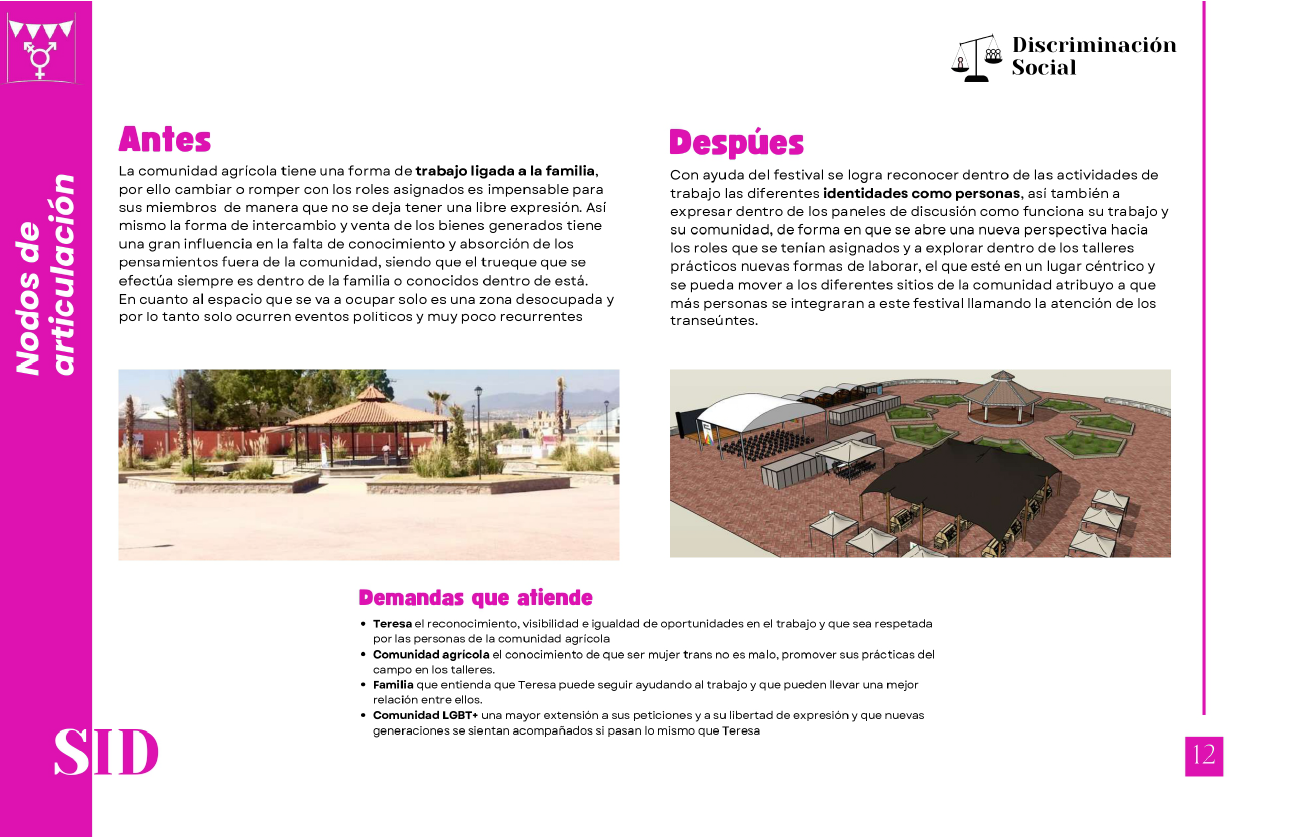 Discriminación
Social
Nodos de
articulación
Antes
La comunidad agrícola tiene una forma de trabajo ligada a la familia,
por ello cambiar o romper con los roles asignados es impensable para
sus miembros de manera que no se deja tener una libre expresión. Así
mismo la forma de intercambio y venta de los bienes generados tiene
una gran influencia en la falta de conocimiento y absorción de los
pensamientos fuera de la comunidad, siendo que el trueque que se
efectúa siempre es dentro de la familia o conocidos dentro de está.
En cuanto al espacio que se va a ocupar solo es una zona desocupada y
por lo tanto solo ocurren eventos políticos y muy poco recurrentes
Despúes
Con ayuda del festival se logra reconocer dentro de las actividades de
trabajo las diferentes identidades como personas, así también a
expresar dentro de los paneles de discusión como funciona su trabajo y
su comunidad, de forma en que se abre una nueva perspectiva hacia
los roles que se tenían asignados y a explorar dentro de los talleres
prácticos nuevas formas de laborar, el que esté en un lugar céntrico y
se pueda mover a los diferentes sitios de la comunidad atribuyo a que
más personas se integraran a este festival llamando la atención de los
transeúntes.
Demandas que atiende
• Teresa el reconocimiento, visibilidad e igualdad de oportunidades en el trabajo y que sea respetada
por las personas de la comunidad agrícola
• Comunidad agrícola el conocimiento de que ser mujer trans no es malo, promover sus prácticas del
campo en los talleres.
• Familia que entienda que Teresa puede seguir ayudando al trabajo y que pueden llevar una mejor
relación entre ellos.
• Comunidad LGBT+ una mayor extensión a sus peticiones y a su libertad de expresión y que nuevas
generaciones se sientan acompañados si pasan lo mismo que Teresa
SID
12